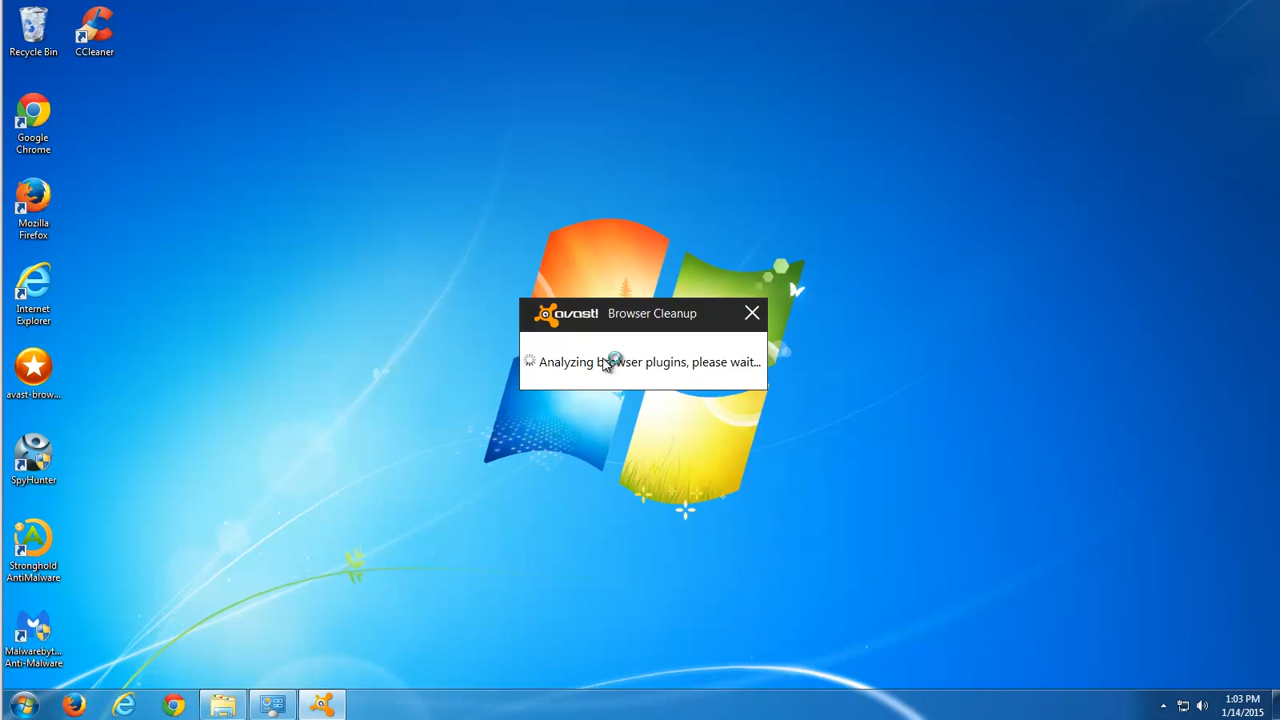 Recycle Bin
CCleaner
Google
Chrome
Mozilla
Firefox
Internet
Explorer
avast-brow...
SpyHunter
Stronghold
AntiMalware
Malwarebyt...
Anti-Malware
avast! Browser Cleanup
Analyzing browser plugins, please wait...
1:03 PM
1/14/2015